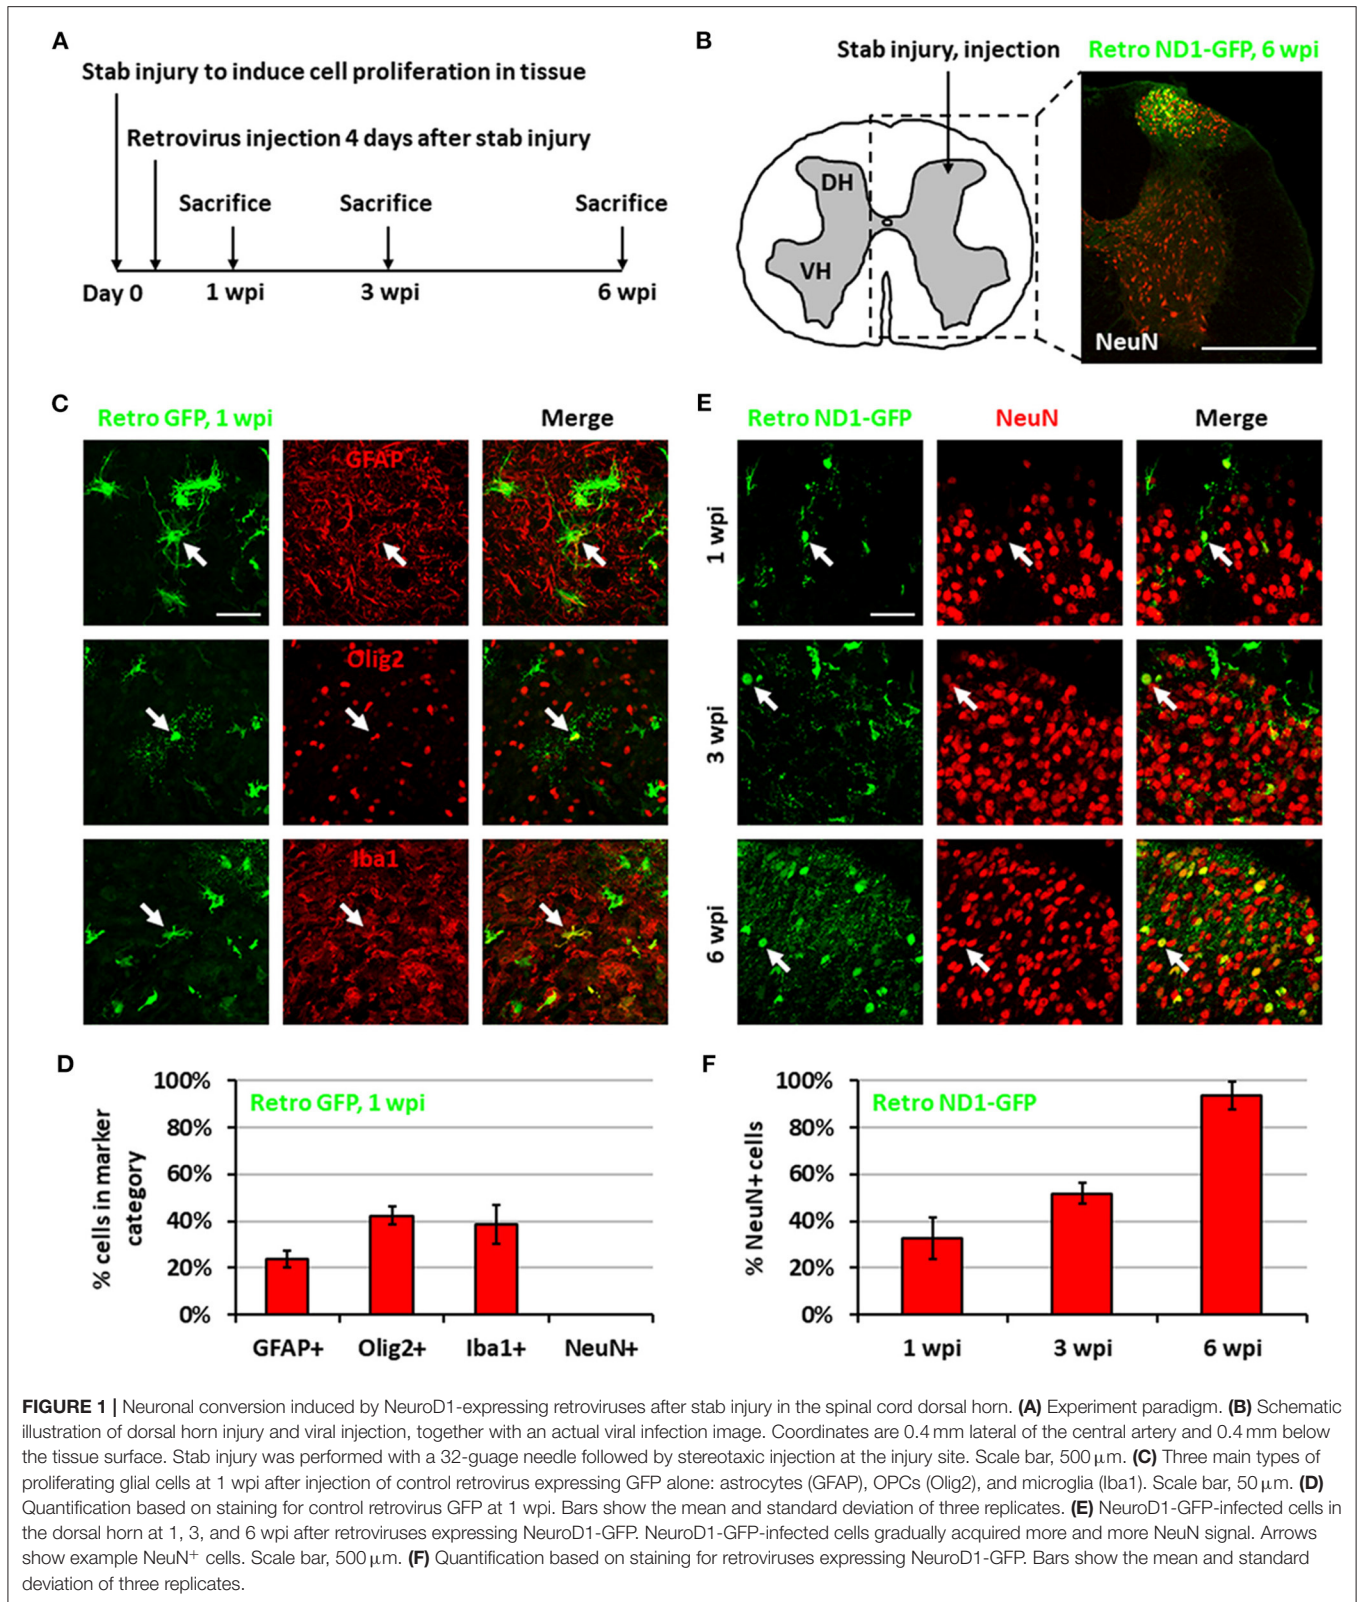 A
Stab injury to induce cell proliferation in tissue
Retrovirus injection 4 days after stab injury
Sacrifice
Sacrifice
Sacrifice
Day 0
1 wpi
3 wpi
6 wpi
B
Stab injury, injection
Retro ND1-GFP, 6 wpi
DH
VH
NeuN
C
Retro GFP, 1 wpi
Merge
GFAP
Olig2
Iba1
E
Retro ND1-GFP
NeuN
Merge
1 wpi
3 wpi
6 wpi
D
% cells in marker
category
100%
80%
60%
40%
20%
0%
Retro GFP, 1 wpi
GFAP+
Olig2+
Iba1+
NeuN+
F
% NeuN+ cells
100%
80%
60%
40%
20%
0%
Retro ND1-GFP
1 wpi
3 wpi
6 wpi
FIGURE 1 | Neuronal conversion induced by NeuroD1-expressing retroviruses after stab injury in the spinal cord dorsal horn. (A) Experiment paradigm. (B) Schematic
illustration of dorsal horn injury and viral injection, together with an actual viral infection image. Coordinates are 0.4 mm lateral of the central artery and 0.4 mm below
the tissue surface. Stab injury was performed with a 32-guage needle followed by stereotaxic injection at the injury site. Scale bar, 500 μm. (C) Three main types of
proliferating glial cells at 1 wpi after injection of control retrovirus expressing GFP alone: astrocytes (GFAP), OPCs (Olig2), and microglia (Iba1). Scale bar, 50 μm. (D)
Quantification based on staining for control retrovirus GFP at 1 wpi. Bars show the mean and standard deviation of three replicates. (E) NeuroD1-GFP-infected cells in
the dorsal horn at 1, 3, and 6 wpi after retroviruses expressing NeuroD1-GFP. NeuroD1-GFP-infected cells gradually acquired more and more NeuN signal. Arrows
show example NeuN⁺ cells. Scale bar, 500 μm. (F) Quantification based on staining for retroviruses expressing NeuroD1-GFP. Bars show the mean and standard
deviation of three replicates.